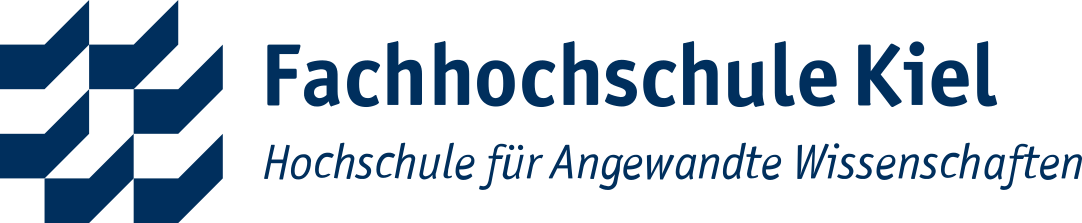 Fachhochschule Kiel
Hochschule für Angewandte Wissenschaften